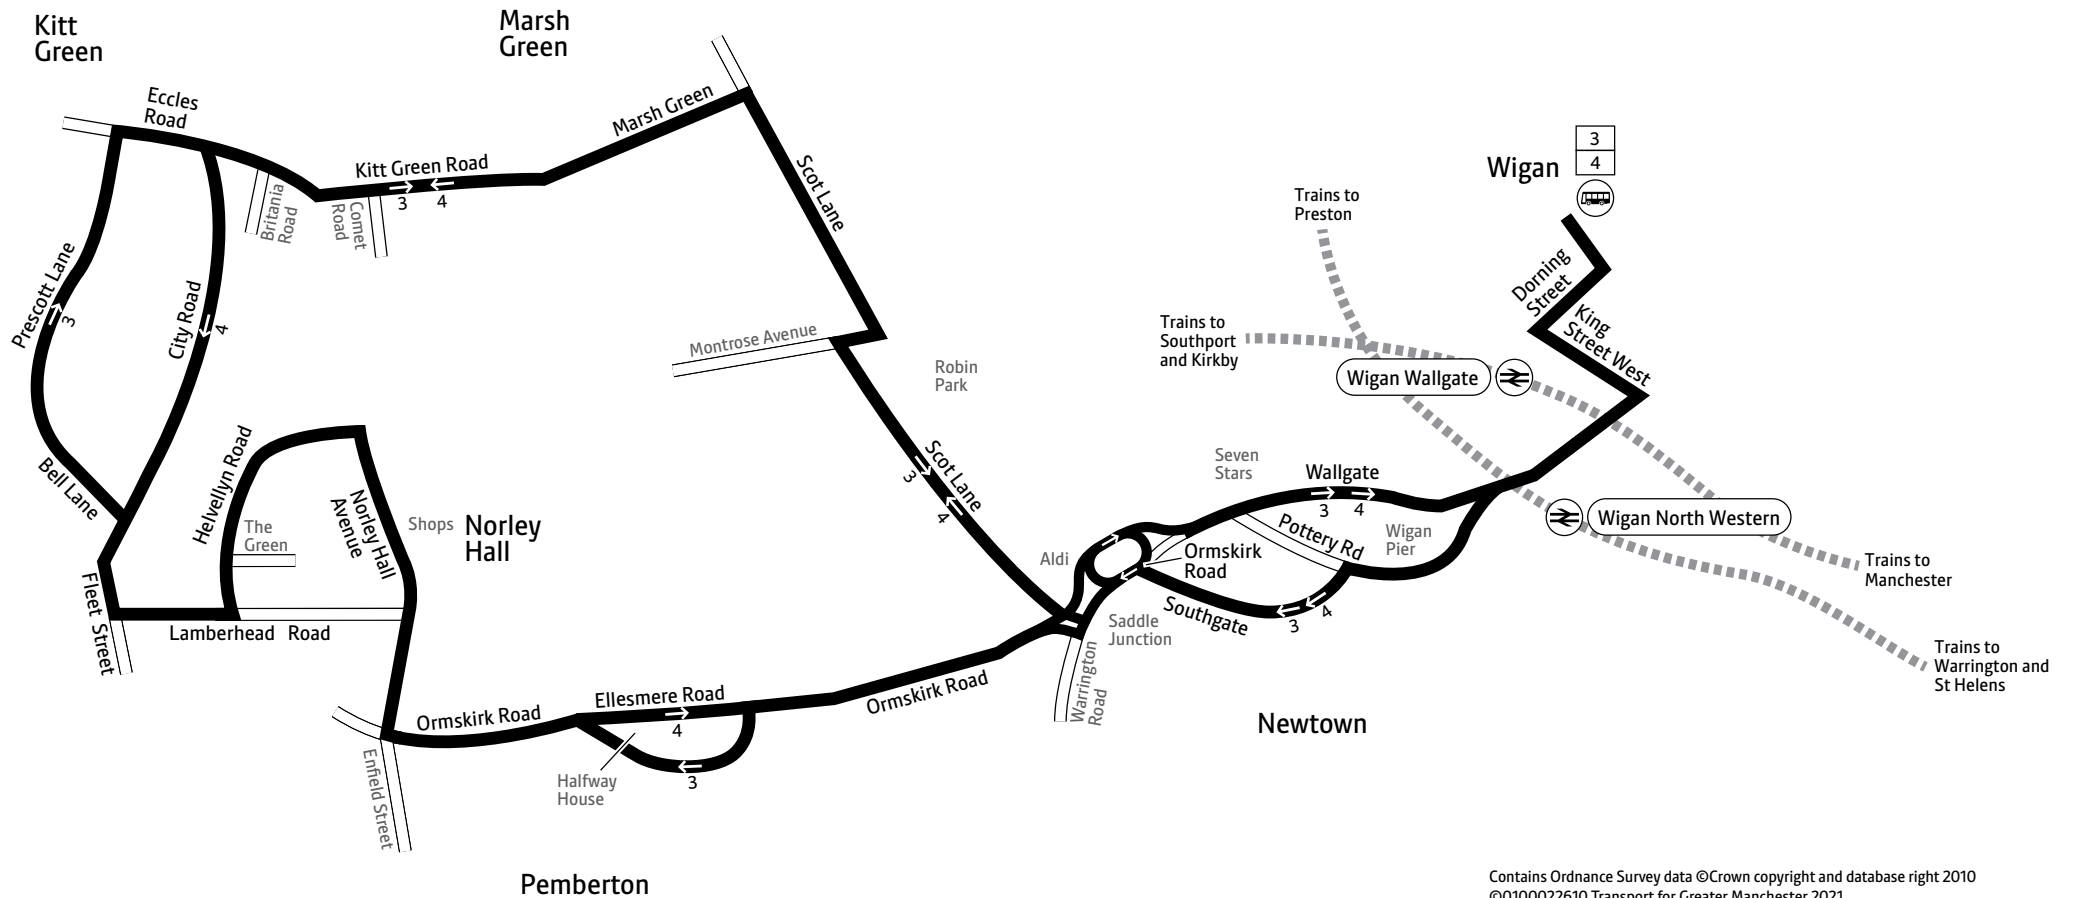 Kitt
Green
Marsh
Green
Eccles
Road
Marsh Green
Kitt Green Road
3
4
Britania
Road
Comet
Road
Scot Lane
3
4
Wigan
Trains to
Preston
Prescott Lane
3
City Road
4
Dorning
Street
King
Street West
Trains to
Southport
and Kirkby
Montrose Avenue
Robin
Park
Wigan Wallgate
Bell Lane
Helvellyn Road
The
Green
Norley Hall
Avenue
Shops
Norley
Hall
Scot Lane
3
4
Seven
Stars
Wallgate
3
4
Pottery Rd
Wigan
Pier
Wigan North Western
Aldi
Ormskirk
Road
Trains to
Manchester
Fleet Street
Lamberhead Road
Southgate
3
4
Saddle
Junction
Trains to
Warrington and
St Helens
Warrington
Road
Ellesmere Road
4
Ormskirk Road
Ormskirk Road
Newtown
Enfield Street
Halfway
House
3
Pemberton
Contains Ordnance Survey data ©Crown copyright and database right 2010
©0100022610 Transport for Greater Manchester 2021